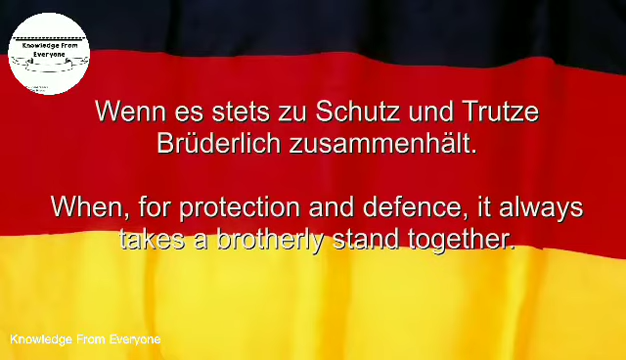 Knowledge From
Everyone
Wenn es stets zu Schutz und Trutze
Brüderlich zusammenhält.
When, for protection and defence, it always
takes a brotherly stand together.
Knowledge From Everyone